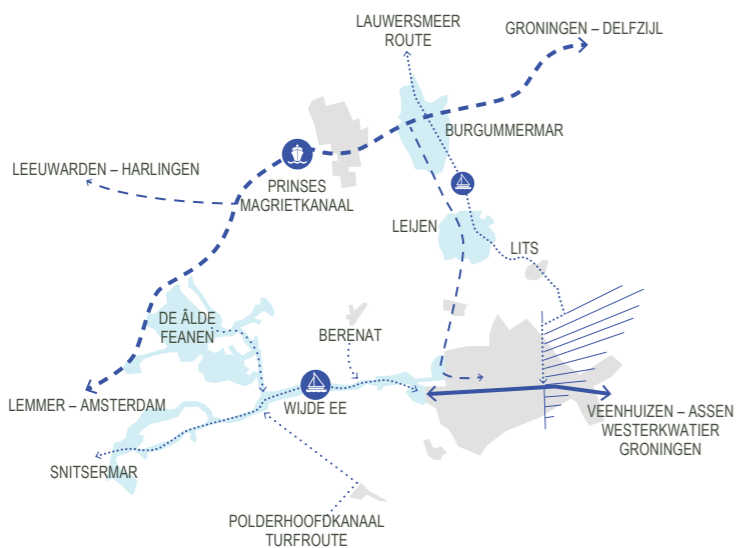 LAUWERSMEER
ROUTE
GRONINGEN – DELFZIJL
BURGUMMERMAR
LEEUWARDEN – HARLINGEN
PRINSES
MAGRIETKANAAL
LEIJEN
LITS
DE ÂLDE
FEANEN
BERENAT
LEMMER – AMSTERDAM
WIJDE EE
VEENHUIZEN – ASSEN
WESTERKWATIER
GRONINGEN
SNITSERMAR
POLDERHOOFDKANAAL
TURFROUTE